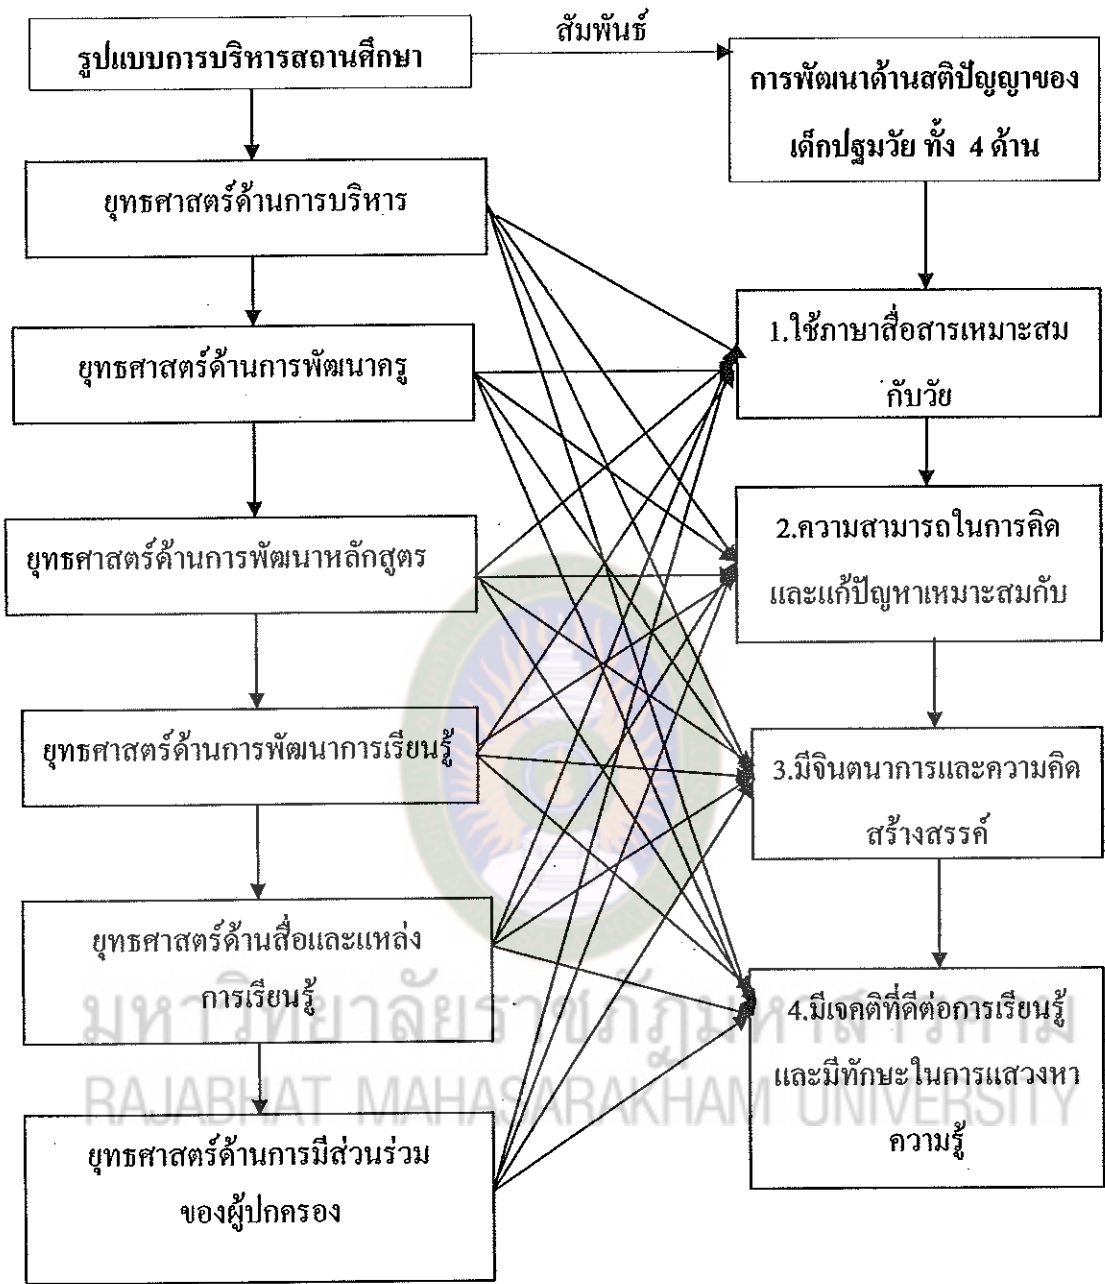 รูปแบบการบริหารสถานศึกษา
สัมพันธ์
การพัฒนาด้านสติปัญญาของ
เด็กปฐมวัย ทั้ง 4 ด้าน
ยุทธศาสตร์ด้านการบริหาร
ยุทธศาสตร์ด้านการพัฒนาครู
ยุทธศาสตร์ด้านการพัฒนาหลักสูตร
ยุทธศาสตร์ด้านการพัฒนาการเรียนรู้
ยุทธศาสตร์ด้านสื่อและแหล่ง
การเรียนรู้
ยุทธศาสตร์ด้านการมีส่วนร่วม
ของผู้ปกครอง
1.ใช้ภาษาสื่อสารเหมาะสม
กับวัย
2.ความสามารถในการคิด
และแก้ปัญหาเหมาะสมกับ
3.มีจินตนาการและความคิด
สร้างสรรค์
4.มีเจคติที่ดีต่อการเรียนรู้
และมีทักษะในการแสวงหา
ความรู้
มหาวิทยาลัยราชภัฏมหาสารคาม
RAJABHAT MAHASARAKHAM UNIVERSITY